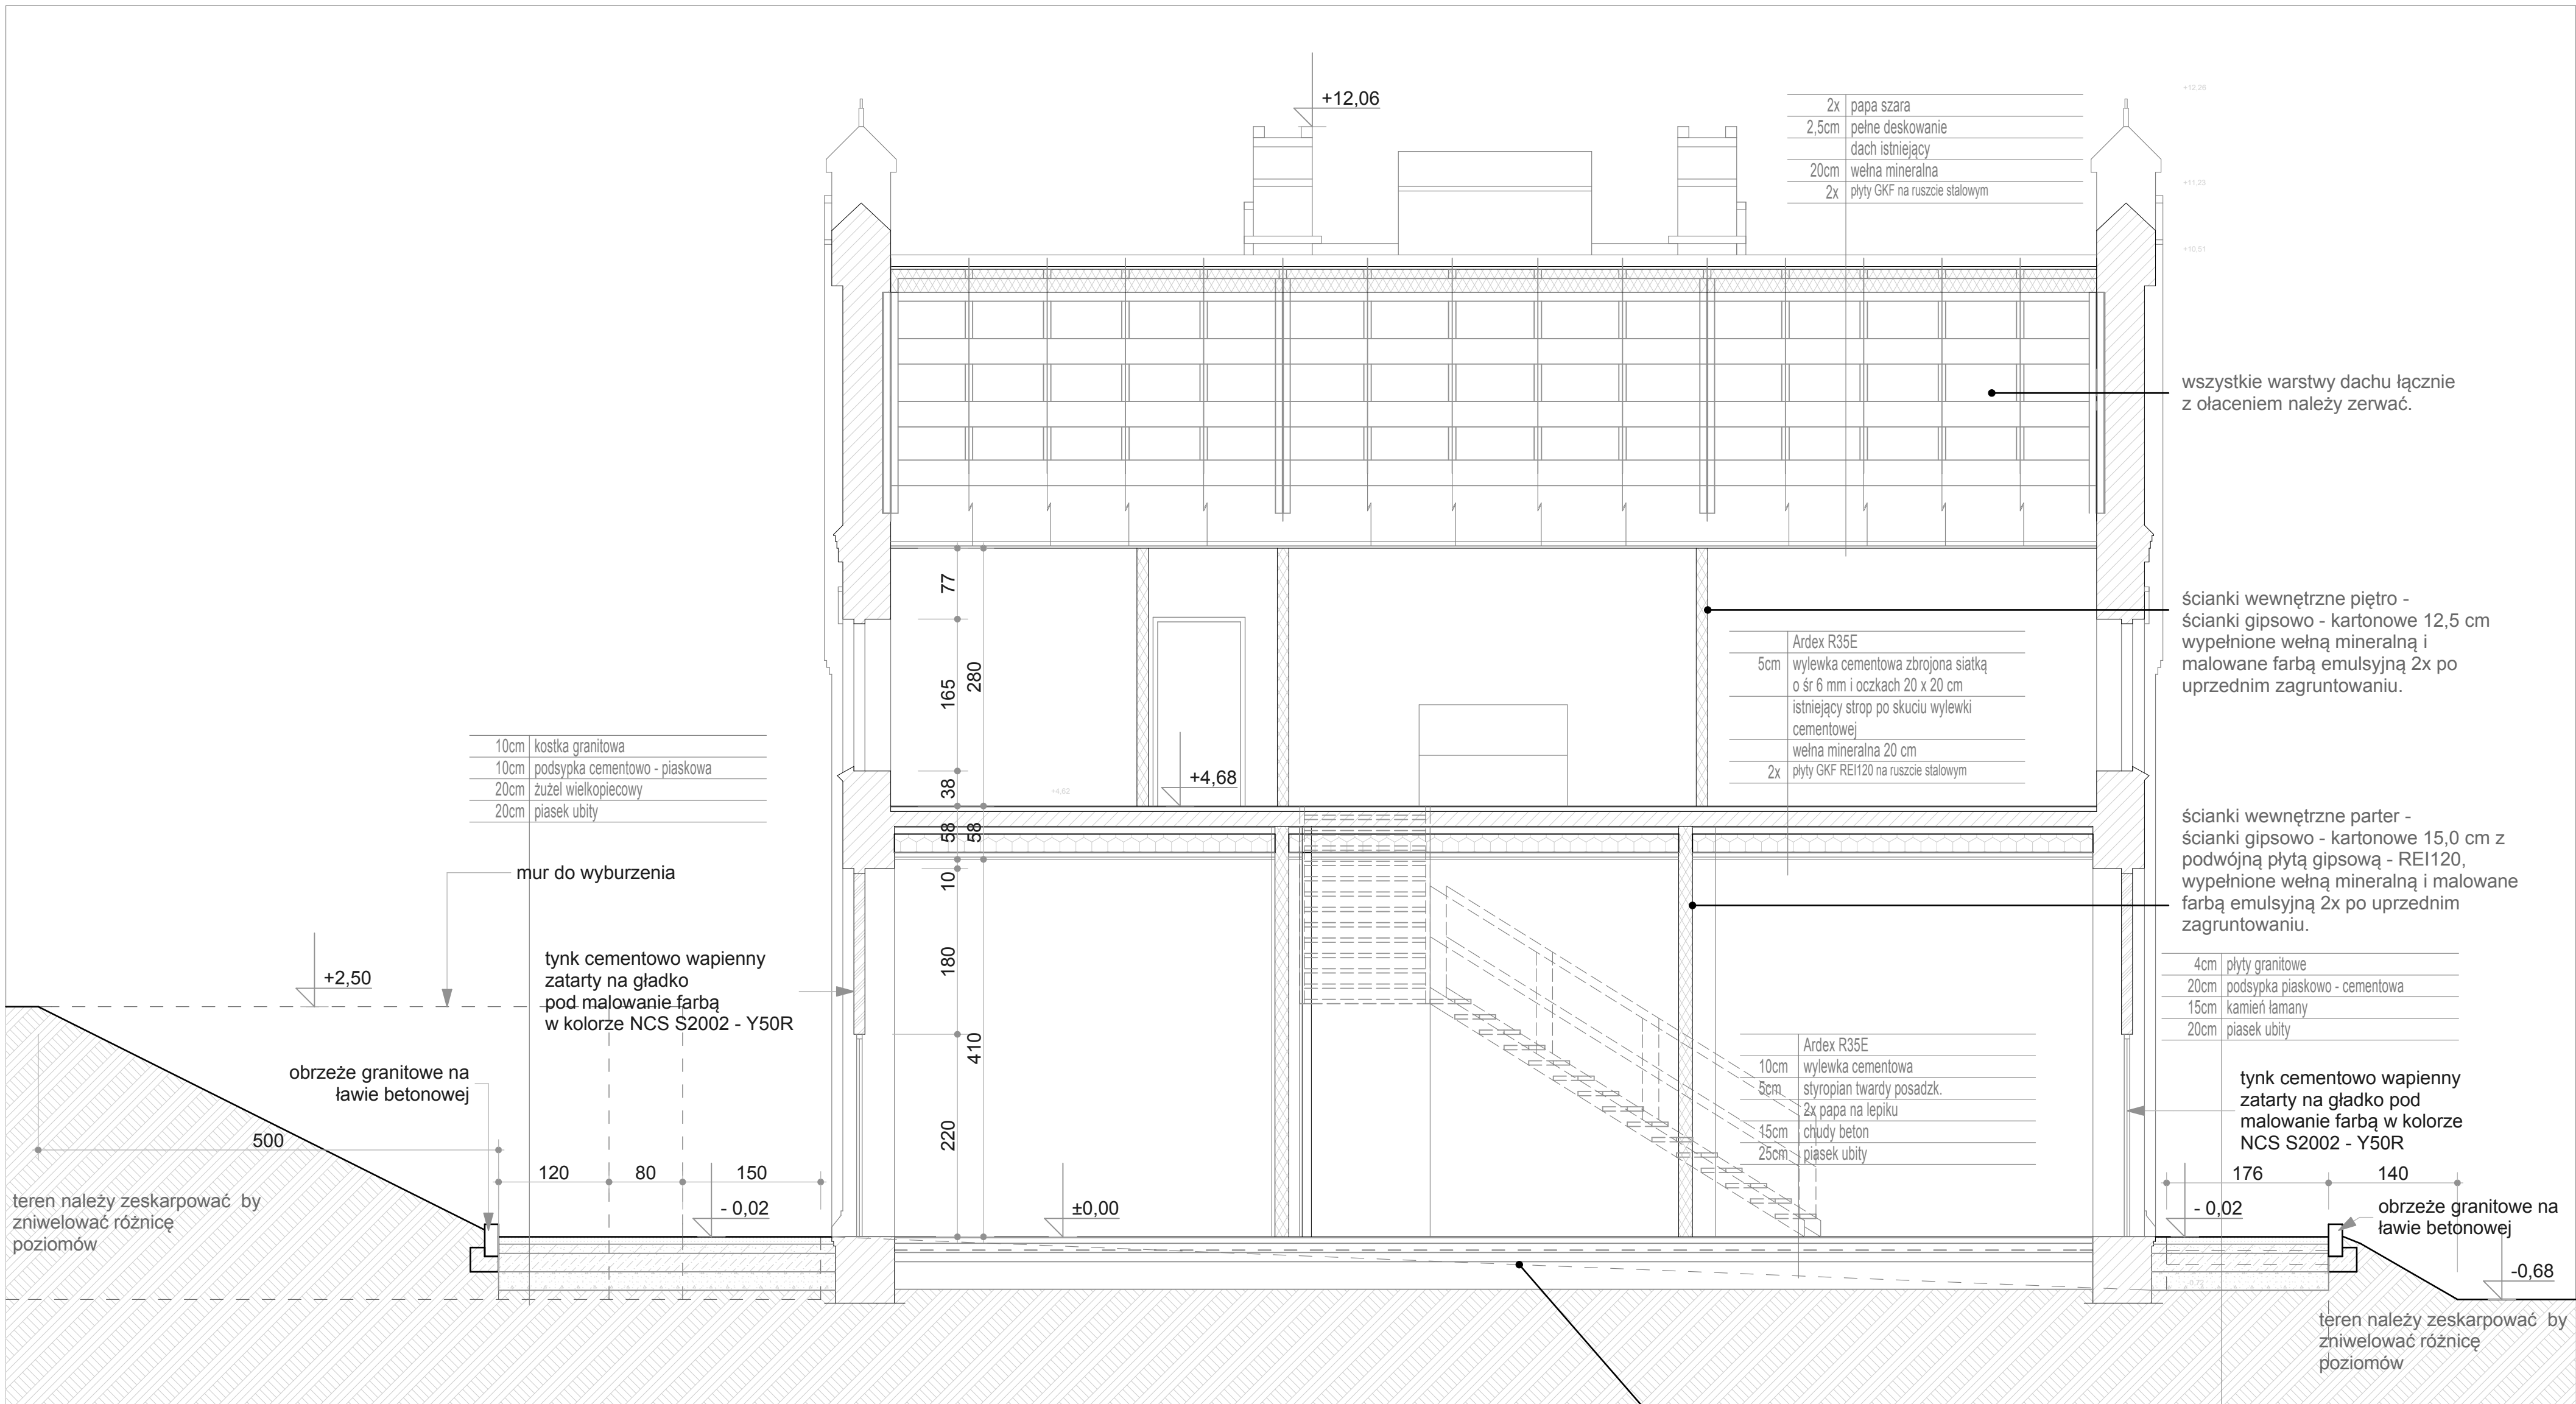 +12,06
2x papa szara
2,5cm pełne deskowanie
dach istniejący
20cm wełna mineralna
2x płyty GKF na ruszcie stalowym
+12,26
+11,23
+10,51
wszystkie warstwy dachu łącznie
z ołaceniem należy zerwać.
77
165
280
38
58
58
10
180
410
220
ścianki wewnętrzne piętro -
ścianki gipsowo - kartonowe 12,5 cm
wypełnione wełną mineralną i
malowane farbą emulsyjną 2x po
uprzednim zagruntowaniu.
Ardex R35E
5cm wylewka cementowa zbrojona siatką
o śr 6 mm i oczkach 20 x 20 cm
istniejący strop po skuciu wylewki
cementowej
wełna mineralna 20 cm
2x płyty GKF REI120 na ruszcie stalowym
+4,62
+4,68
10cm kostka granitowa
10cm podsypka cementowo - piaskowa
20cm żużel wielkopiecowy
20cm piasek ubity
mur do wyburzenia
ścianki wewnętrzne parter -
ścianki gipsowo - kartonowe 15,0 cm z
podwójną płytą gipsową - REI120,
wypełnione wełną mineralną i malowane
farbą emulsyjną 2x po uprzednim
zagruntowaniu.
+2,50
tynk cementowo wapienny
zatarty na gładko
pod malowanie farbą
w kolorze NCS S2002 - Y50R
4cm płyty granitowe
20cm podsypka piaskowo - cementowa
15cm kamień łamany
20cm piasek ubity
obrzeże granitowe na
ławie betonowej
Ardex R35E
10cm wylewka cementowa
5cm styropian twardy posadzk.
2x papa na lepiku
15cm chudy beton
25cm piasek ubity
tynk cementowo wapienny
zatarty na gładko pod
malowanie farbą w kolorze
NCS S2002 - Y50R
500
120
80
150
176
140
teren należy zeskarpować by
zniwelować różnicę
poziomów
- 0,02
±0,00
- 0,02
obrzeże granitowe na
ławie betonowej
-0,68
-0,72
teren należy zeskarpować by
zniwelować różnicę
poziomów